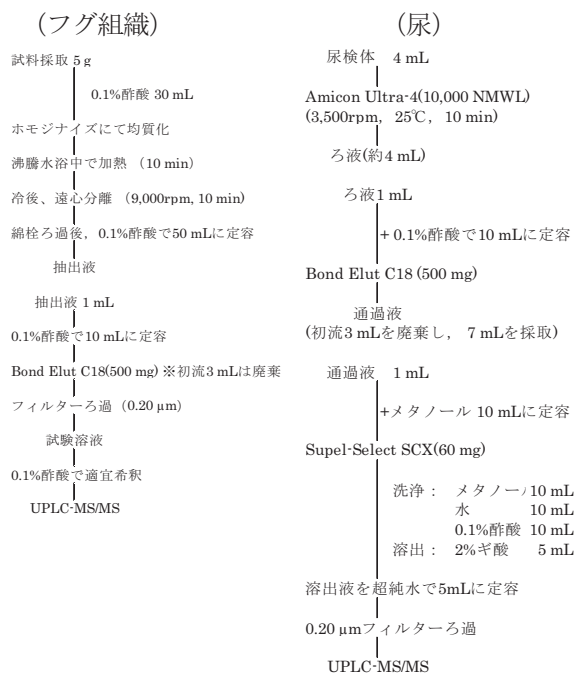 (フグ組織)
試料採取 5 g
0.1%酢酸 30 mL
ホモジナイズにて均質化
沸騰水浴中で加熱 (10 min)
冷後、遠心分離 (9,000rpm, 10 min)
綿栓ろ過後, 0.1%酢酸で50 mLに定容
抽出液
抽出液 1 mL
0.1%酢酸で10 mLに定容
Bond Elut C18(500 mg) ※初流3 mLは廃棄
フィルターろ過 (0.20 μm)
試験溶液
0.1%酢酸で適宜希釈
UPLC-MS/MS
(尿)
尿検体 4 mL
Amicon Ultra-4(10,000 NMWL)
(3,500rpm, 25℃, 10 min)
ろ液(約4 mL)
ろ液1 mL
+ 0.1%酢酸で10 mLに定容
Bond Elut C18 (500 mg)
通過液
(初流3 mLを廃棄し, 7 mLを採取)
通過液 1 mL
+メタノール 10 mLに定容
Supel-Select SCX(60 mg)
洗浄: メタノール 10 mL
水 10 mL
0.1%酢酸 10 mL
溶出: 2%ギ酸 5 mL
溶出液を超純水で5mLに定容
0.20 μmフィルターろ過
UPLC-MS/MS